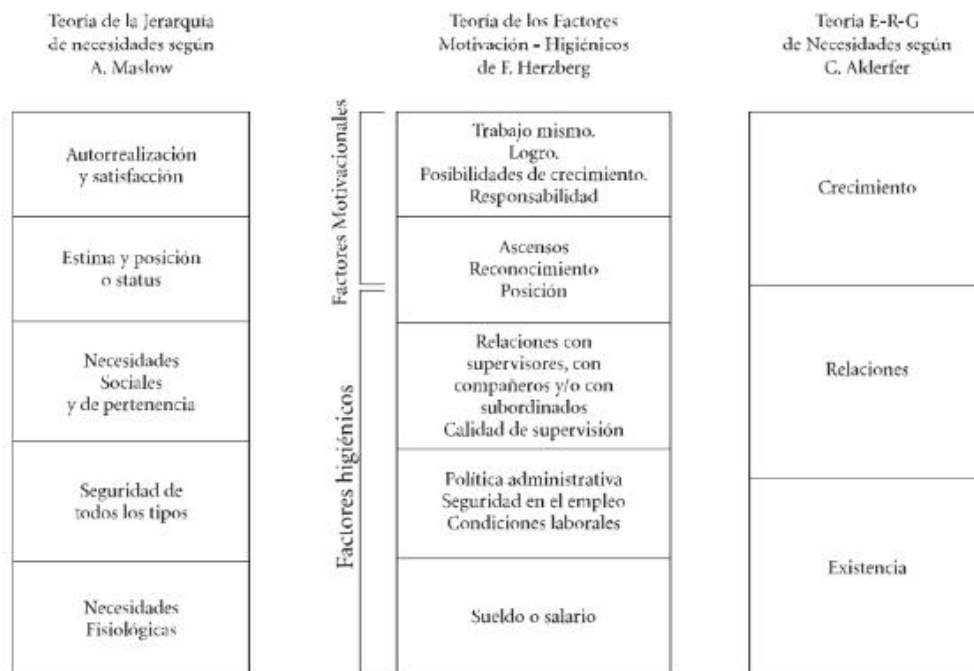 Teoría de la Jerarquía
de necesidades según
A. Maslow
Autorrealización
y satisfacción
Estima y posición
o status
Necesidades
Sociales
y de pertenencia
Seguridad de
todos los tipos
Necesidades
Fisiológicas
Teoría de los Factores
Motivación - Higiénicos
de F. Herzberg
Factores Motivacionales
Factores higiénicos
Trabajo mismo.
Logro.
Posibilidades de crecimiento.
Responsabilidad
Ascensos
Reconocimiento
Posición
Relaciones con
supervisores, con
compañeros y/o con
subordinados
Calidad de supervisión
Política administrativa
Seguridad en el empleo
Condiciones laborales
Sueldo o salario
Teoría E-R-G
de Necesidades según
C. Alderfer
Crecimiento
Relaciones
Existencia